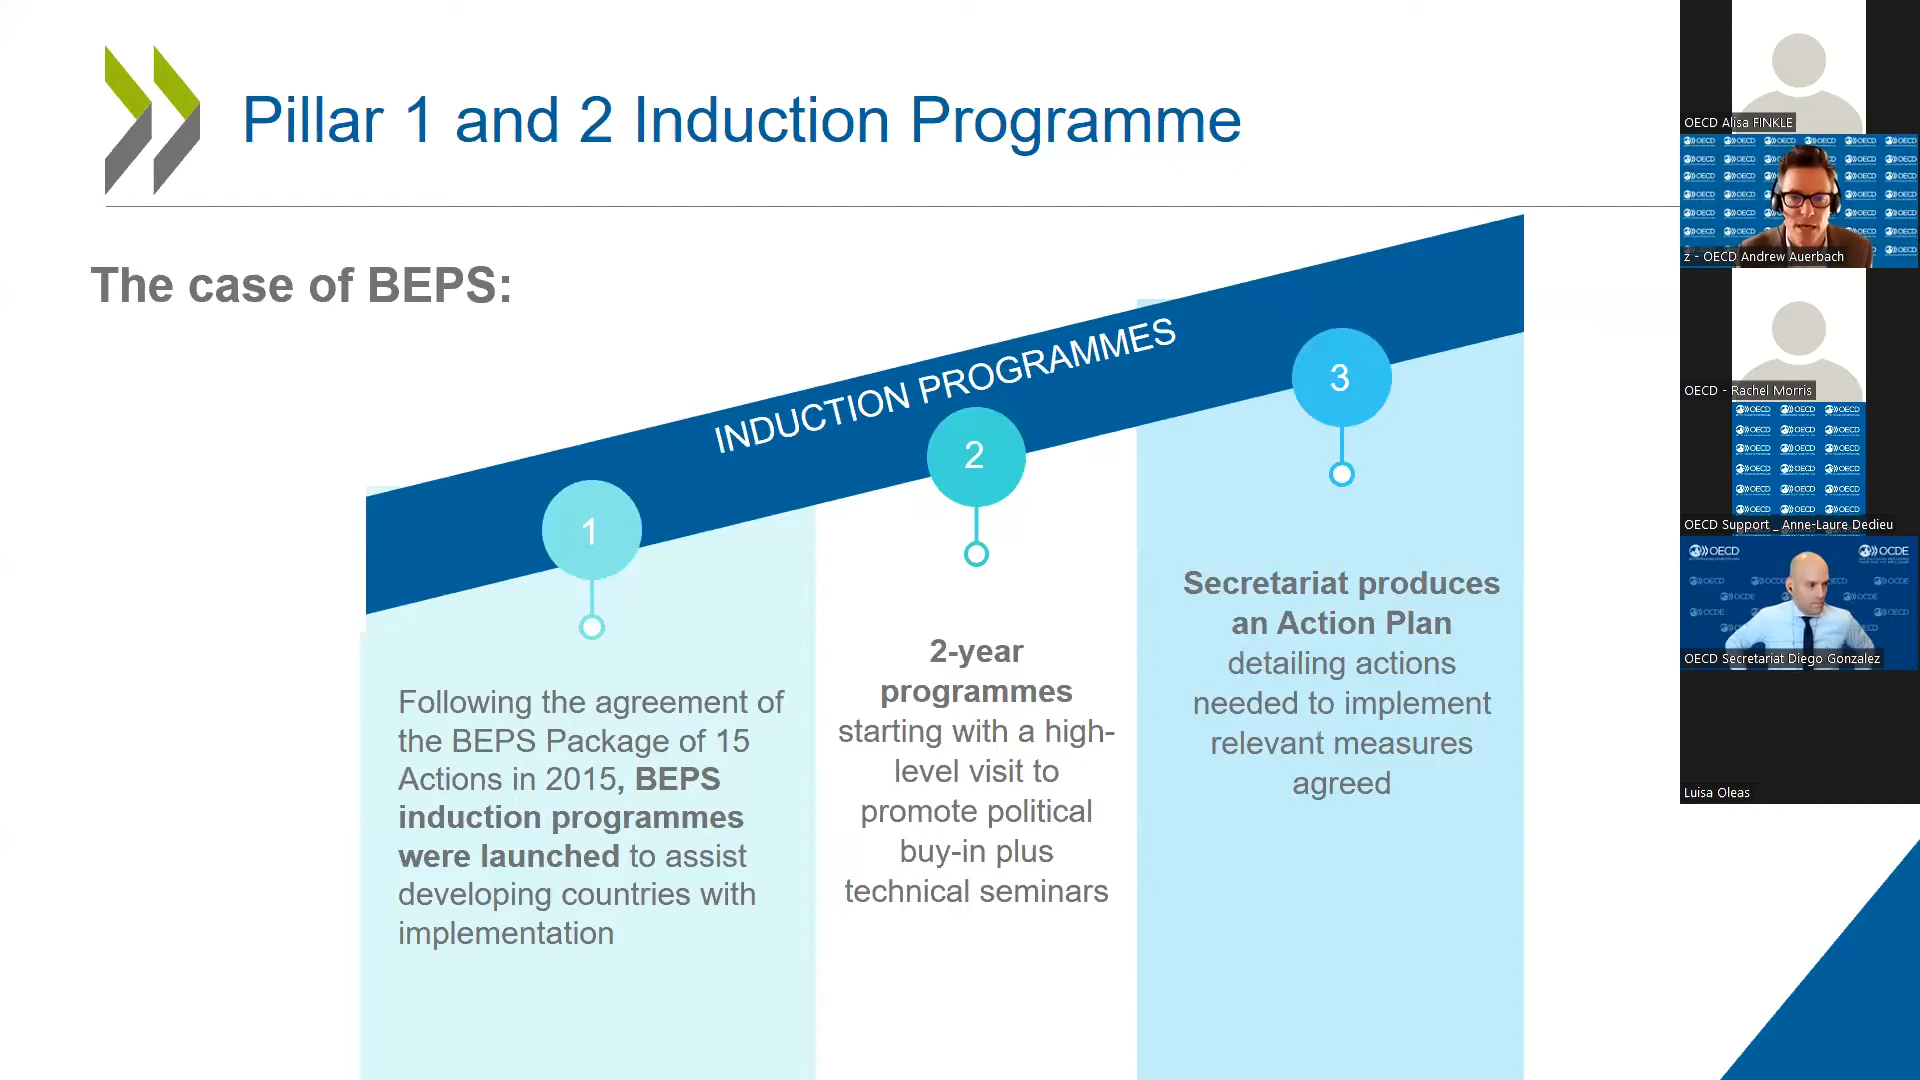 Pillar 1 and 2 Induction Programme
The case of BEPS:
INDUCTION PROGRAMMES
1
2
3
Following the agreement of
the BEPS Package of 15
Actions in 2015, BEPS
induction programmes
were launched to assist
developing countries with
implementation
2-year
programmes
starting with a high-
level visit to
promote political
buy-in plus
technical seminars
Secretariat produces
an Action Plan
detailing actions
needed to implement
relevant measures
agreed
OECD Alisa FINKLE
z - OECD Andrew Auerbach
OECD - Rachel Morris
OECD Support _ Anne-Laure Dedieu
OECD
OCDE
OECD Secretariat Diego Gonzalez
Luisa Oleas